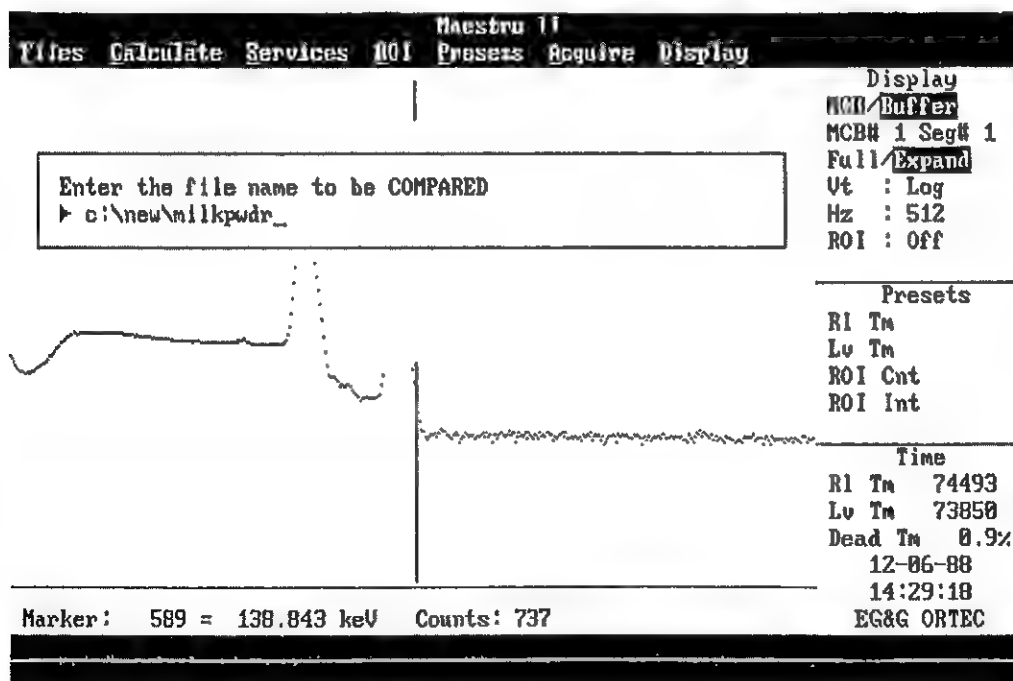 Maestro II
Files Calculate Services ROI Presets Acquire Display
Display
MCB/Buffer
MCB# 1 Seg# 1
Full/Expand
Vt : Log
Hz : 512
ROI : Off
Enter the file name to be COMPARED
► c:\new\milkpwdr_
Presets
Rl Tm
Lv Tm
ROI Cnt
ROI Int
Time
Rl Tm 74493
Lv Tm 73850
Dead Tm 0.9%
12-06-88
14:29:18
EG&G ORTEC
Marker: 589 = 138.843 keV Counts: 737